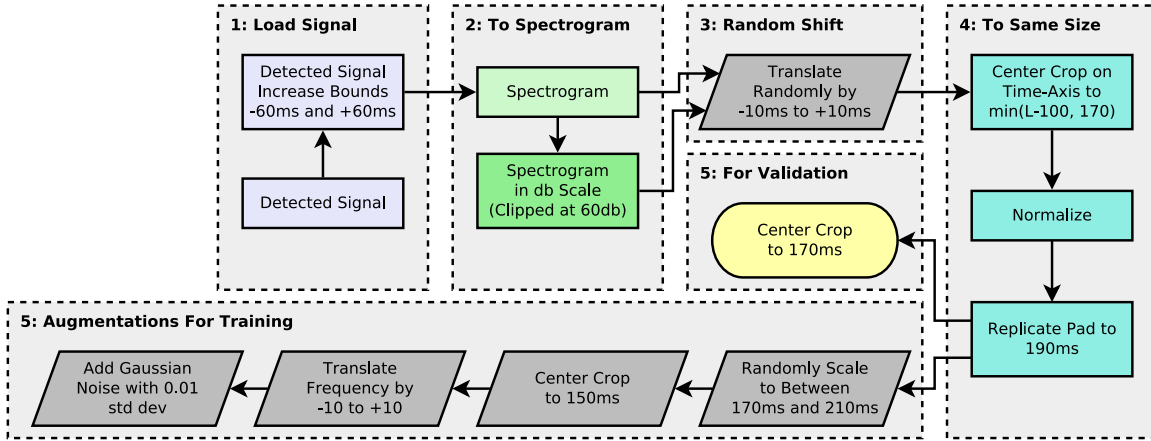 1: Load Signal
Detected Signal
Increase Bounds
-60ms and +60ms
Detected Signal
2: To Spectrogram
Spectrogram
Spectrogram
in db Scale
(Clipped at 60db)
3: Random Shift
Translate
Randomly by
-10ms to +10ms
4: To Same Size
Center Crop on
Time-Axis to
min(L-100, 170)
Normalize
Replicate Pad to
190ms
5: For Validation
Center Crop
to 170ms
5: Augmentations For Training
Add Gaussian
Noise with 0.01
std dev
Translate
Frequency by
-10 to +10
Center Crop
to 150ms
Randomly Scale
to Between
170ms and 210ms